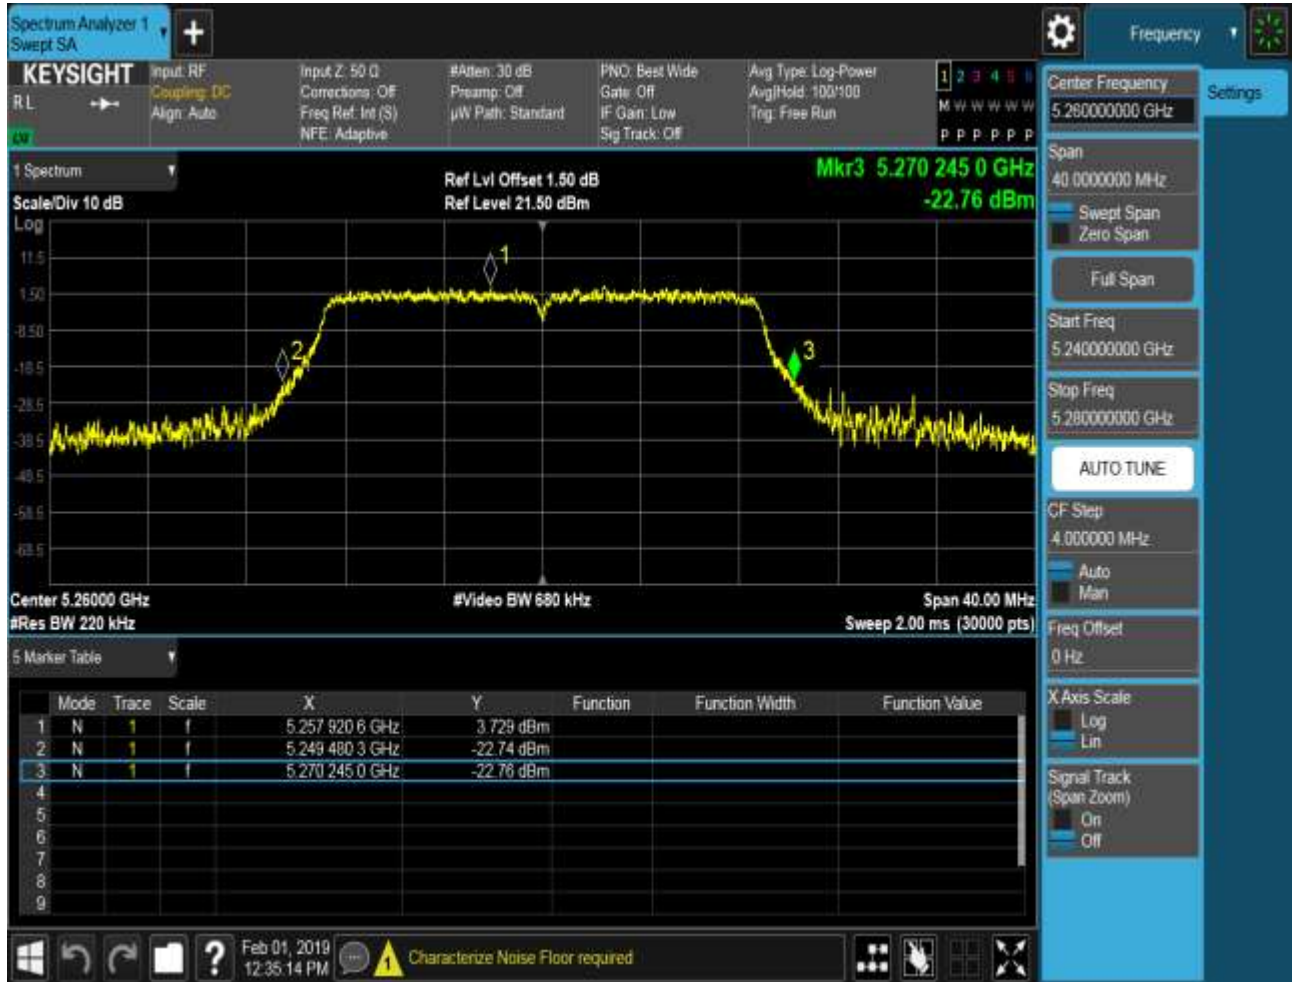 Spectrum Analyzer 1
Swept SA
Frequency
KEYSIGHT
R L
Input: RF
Coupling: DC
Align: Auto
Input Z: 50 Ω
Corrections: Off
Freq Ref: Int (S)
NFE: Adaptive
#Atten: 30 dB
Preamp: Off
µW Path: Standard
PNO: Best Wide
Gate: Off
IF Gain: Low
Sig Track: Off
Avg Type: Log-Power
Avg|Hold: 100/100
Trig: Free Run
1 2 3 4 5 6
M W W W W W
P P P P P P
1 Spectrum
Scale/Div 10 dB
Ref Lvl Offset 1.50 dB
Ref Level 21.50 dBm
Mkr3 5.270 245 0 GHz
-22.76 dBm
Log
11.5
1.50
-8.50
-18.5
-28.5
-38.5
-48.5
-58.5
-68.5
1
2
3
Center 5.26000 GHz
#Res BW 220 kHz
#Video BW 680 kHz
Span 40.00 MHz
Sweep 2.00 ms (30000 pts)
5 Marker Table
Mode Trace Scale X Y Function Function Width Function Value
1 N 1 f 5.257 920 6 GHz 3.729 dBm
2 N 1 f 5.249 480 3 GHz -22.74 dBm
3 N 1 f 5.270 245 0 GHz -22.76 dBm
4
5
6
7
8
9
Feb 01, 2019
12:35:14 PM
1
Characterize Noise Floor required
Center Frequency
5.260000000 GHz
Settings
Span
40.0000000 MHz
Swept Span
Zero Span
Full Span
Start Freq
5.240000000 GHz
Stop Freq
5.280000000 GHz
AUTO TUNE
CF Step
4.000000 MHz
Auto
Man
Freq Offset
0 Hz
X Axis Scale
Log
Lin
Signal Track
(Span Zoom)
On
Off